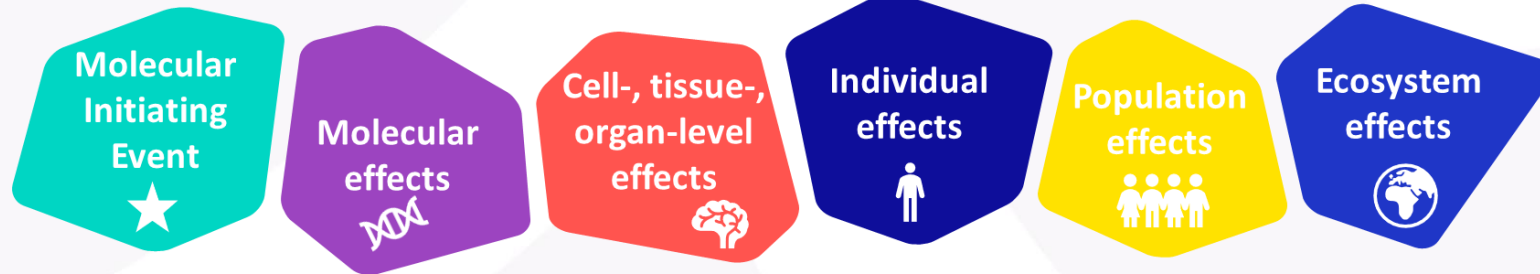 Molecular
Initiating
Event
Molecular
effects
Cell-, tissue-,
organ-level
effects
Individual
effects
Population
effects
Ecosystem
effects